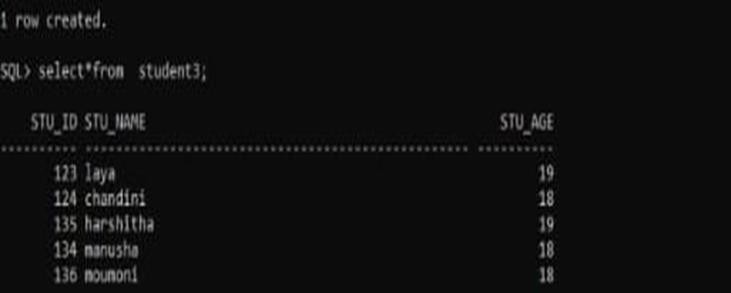 1 row created.
SQL> select*from  student3;
STU_ID STU_NAME STU_AGE
---------- -------------------------------------------------- ----------
123 laya 19
124 chandini 18
135 harshitha 19
134 manusha 18
136 moumoni 18